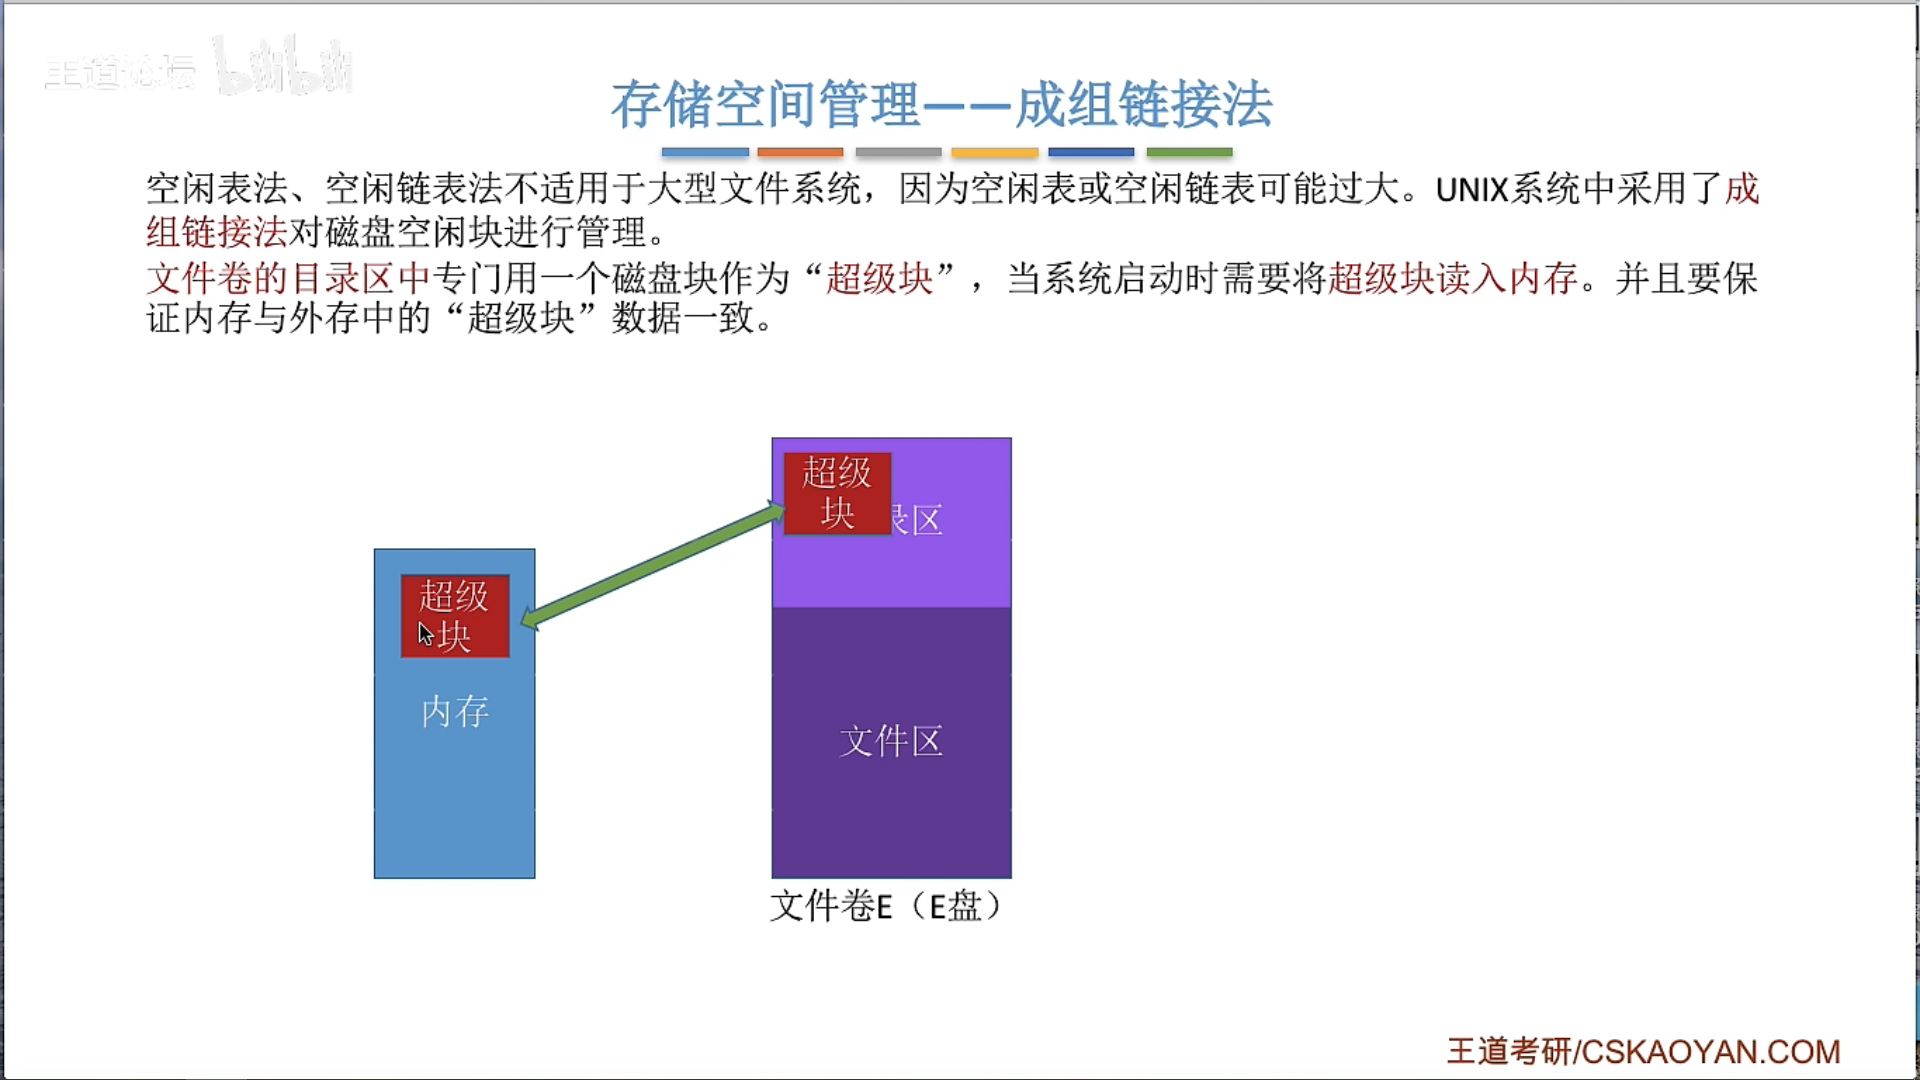 王道论坛 bilibili
存储空间管理——成组链接法
空闲表法、空闲链表法不适用于大型文件系统，因为空闲表或空闲链表可能过大。UNIX系统中采用了成
组链接法对磁盘空闲块进行管理。
文件卷的目录区中专门用一个磁盘块作为“超级块”，当系统启动时需要将超级块读入内存。并且要保
证内存与外存中的“超级块”数据一致。
超级
块
录区
超级
块
内存
文件区
文件卷E（E盘）
王道考研/CSKAOYAN.COM